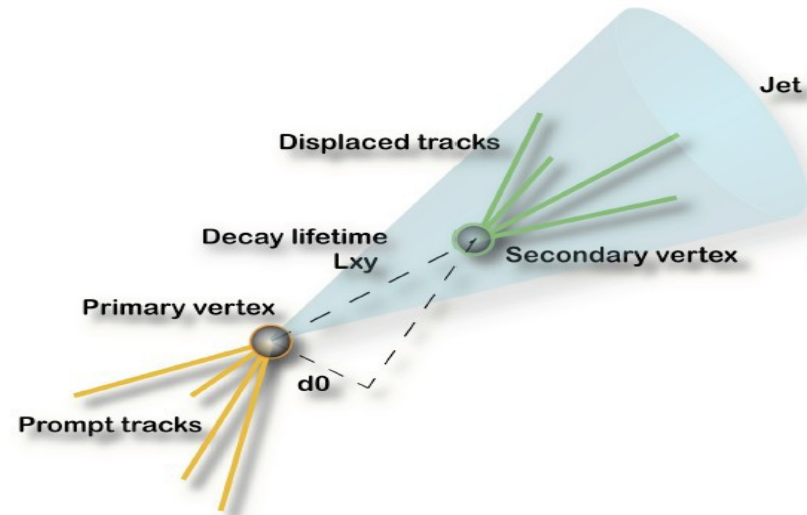 Jet
Displaced tracks
Decay lifetime
Lxy
Secondary vertex
Primary vertex
d0
Prompt tracks